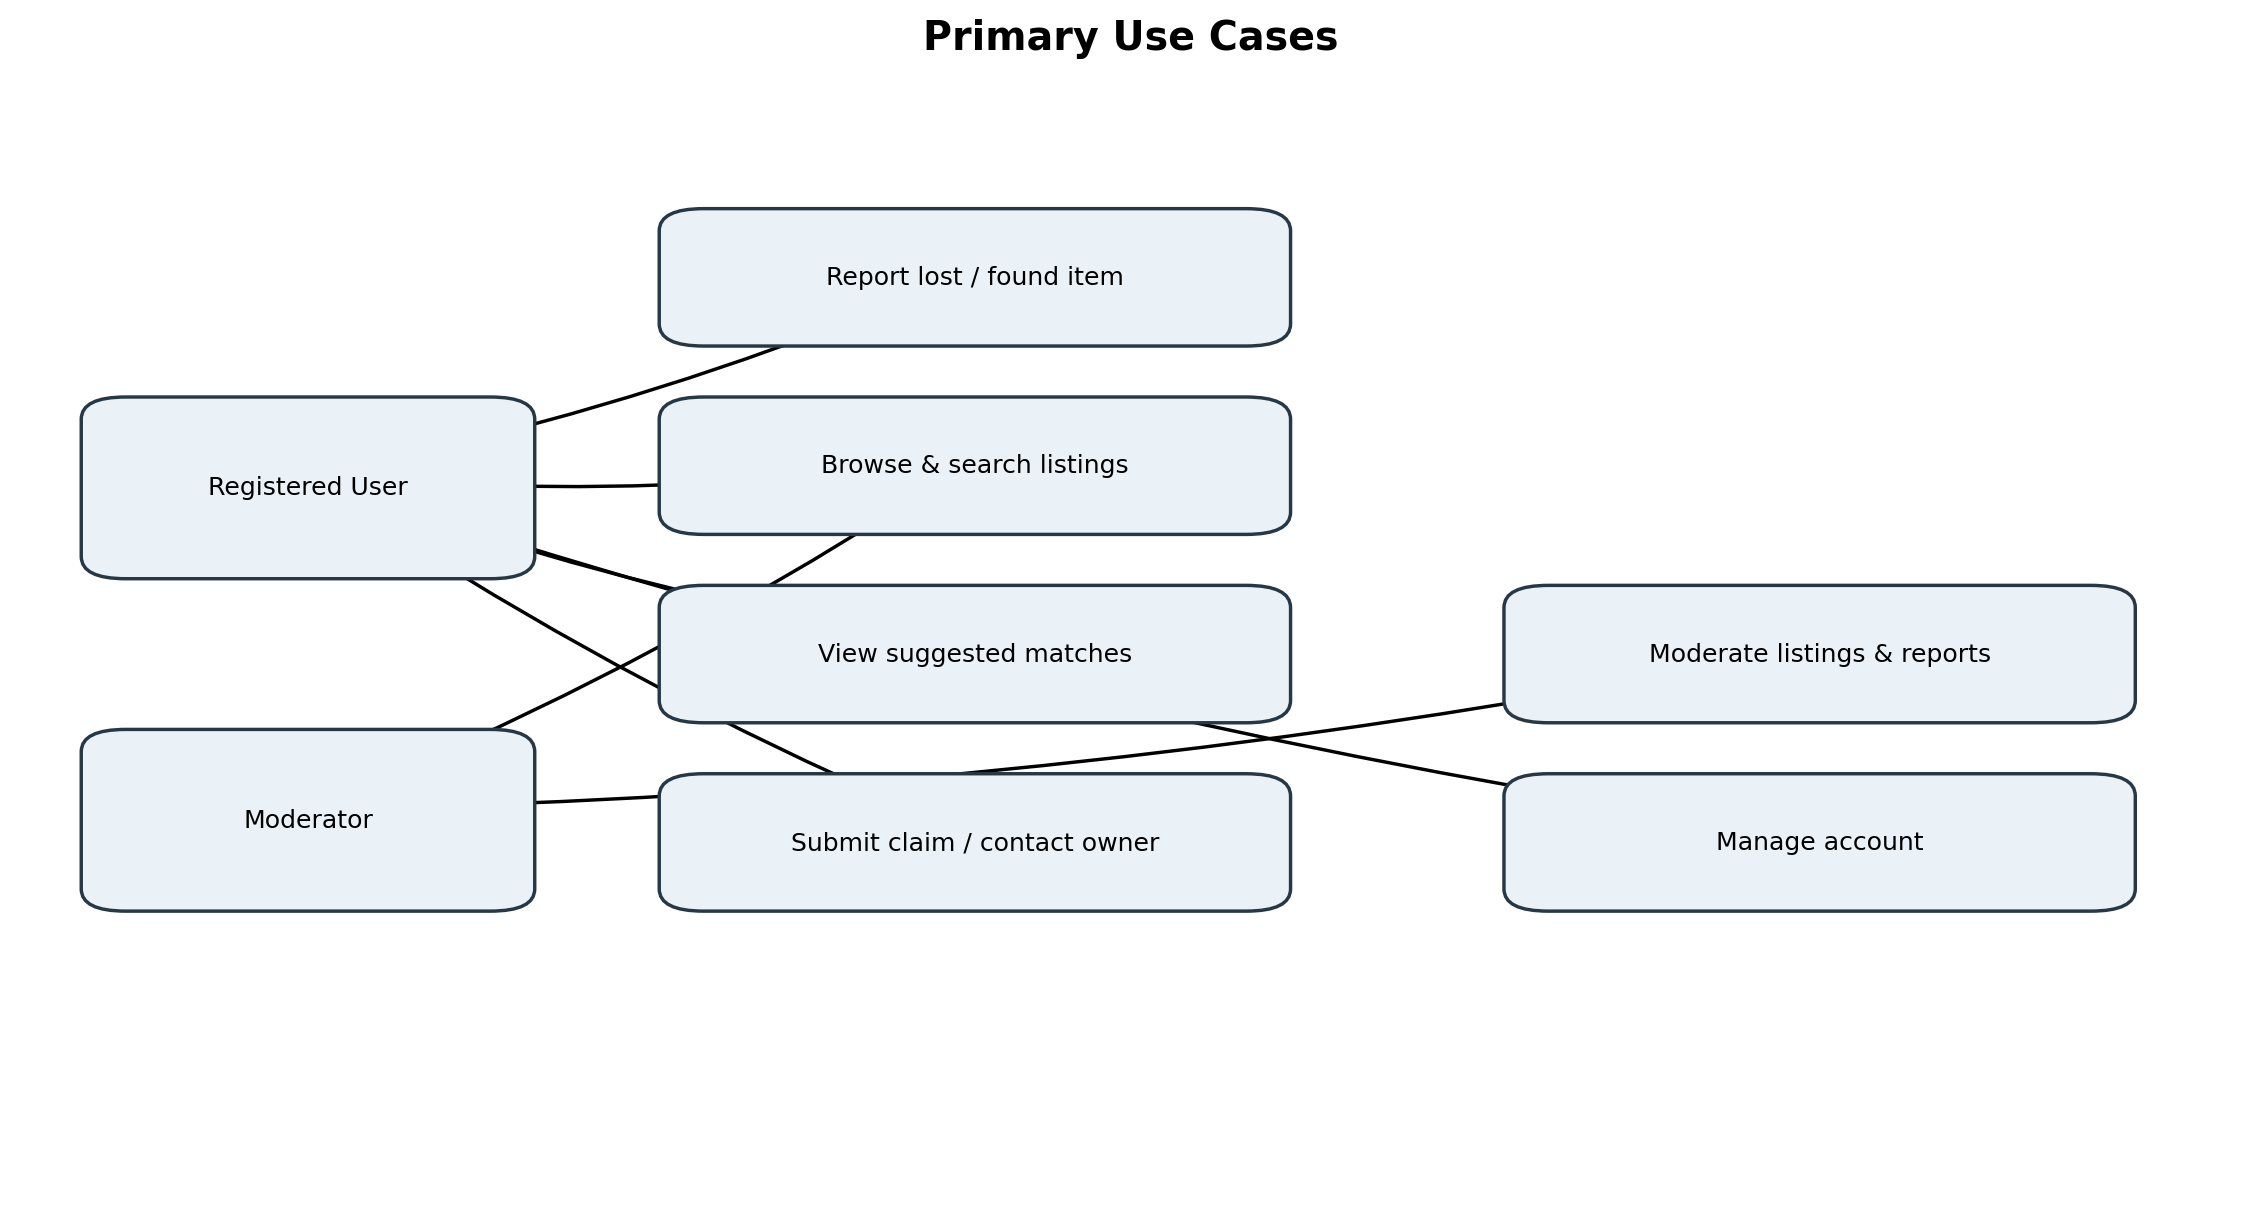 Primary Use Cases
Report lost / found item
Registered User
Browse & search listings
View suggested matches
Moderate listings & reports
Moderator
Submit claim / contact owner
Manage account